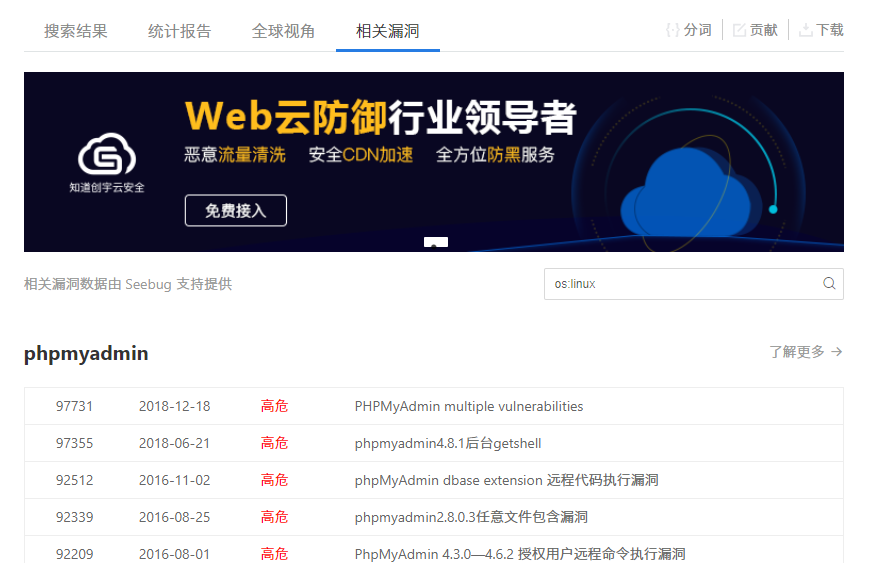 搜索结果 统计报告 全球视角 相关漏洞 分词 贡献 下载
Web云防御行业领导者
恶意流量清洗 安全CDN加速 全方位防黑服务
知道创宇云安全
免费接入
相关漏洞数据由 Seebug 支持提供 os:linux
phpmyadmin 了解更多 →
97731 2018-12-18 高危 PHPMyAdmin multiple vulnerabilities
97355 2018-06-21 高危 phpmyadmin4.8.1后台getshell
92512 2016-11-02 高危 phpMyAdmin dbase extension 远程代码执行漏洞
92339 2016-08-25 高危 phpmyadmin2.8.0.3任意文件包含漏洞
92209 2016-08-01 高危 PhpMyAdmin 4.3.0—4.6.2 授权用户远程命令执行漏洞